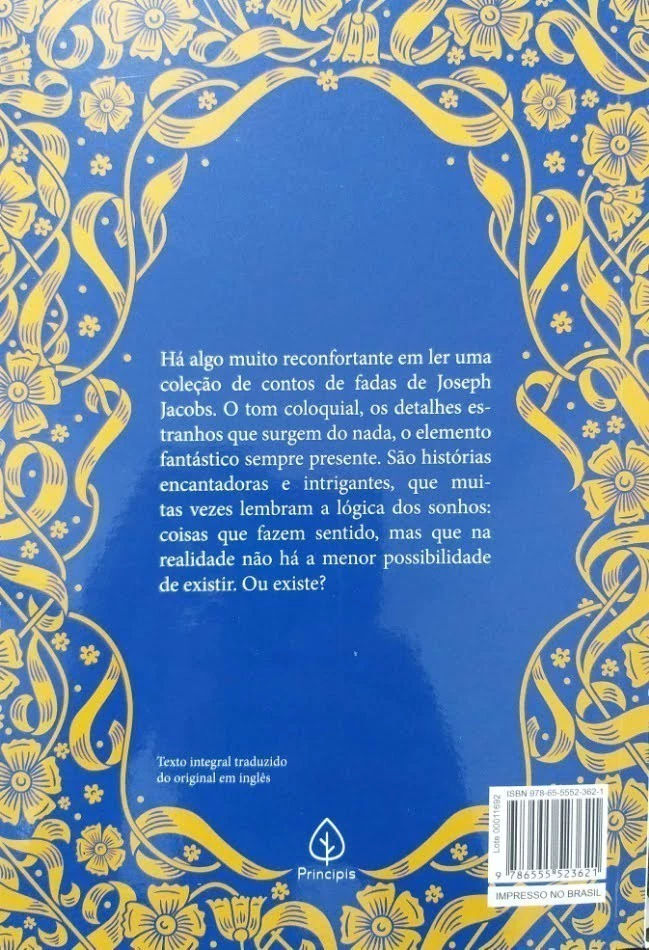 Há algo muito reconfortante em ler uma
coleção de contos de fadas de Joseph
Jacobs. O tom coloquial, os detalhes es-
tranhos que surgem do nada, o elemento
fantástico sempre presente. São histórias
encantadoras e intrigantes, que mui-
tas vezes lembram a lógica dos sonhos:
coisas que fazem sentido, mas que na
realidade não há a menor possibilidade
de existir. Ou existe?
Texto integral traduzido
do original em inglês
Principis
Lote 00011692
ISBN 978-65-5552-362-1
9 786555 523621
IMPRESSO NO BRASIL